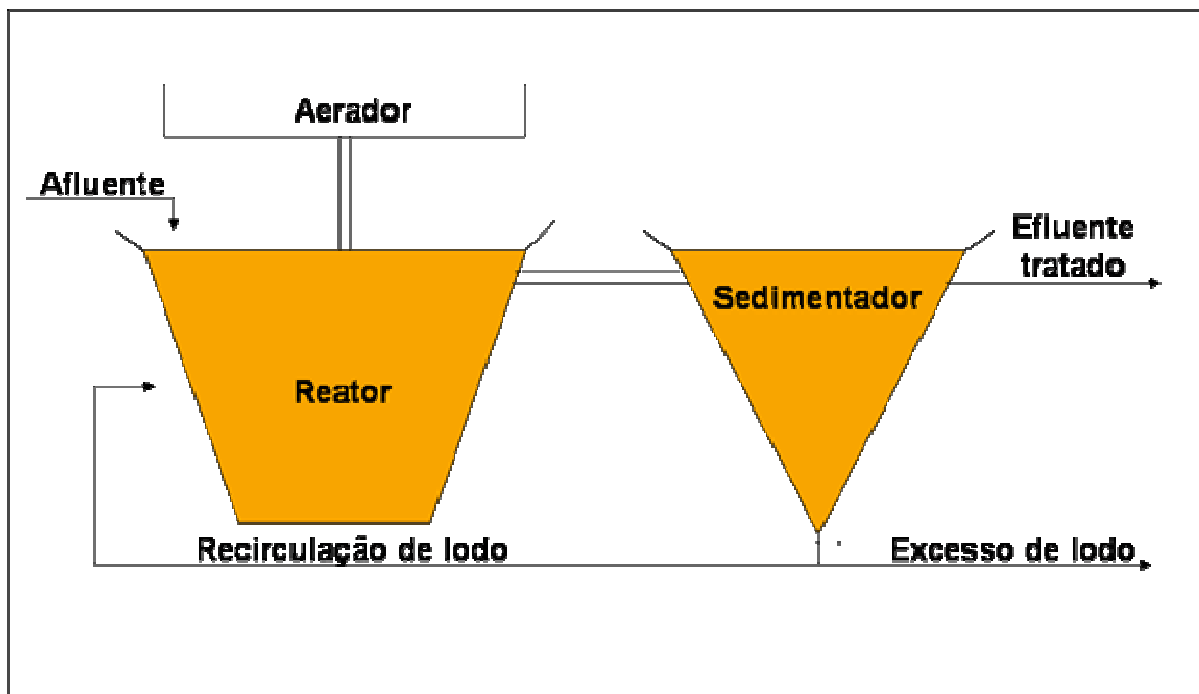 Aerador
Afluente
Efluente
tratado
Sedimentador
Reator
Recirculação de lodo
Excesso de lodo